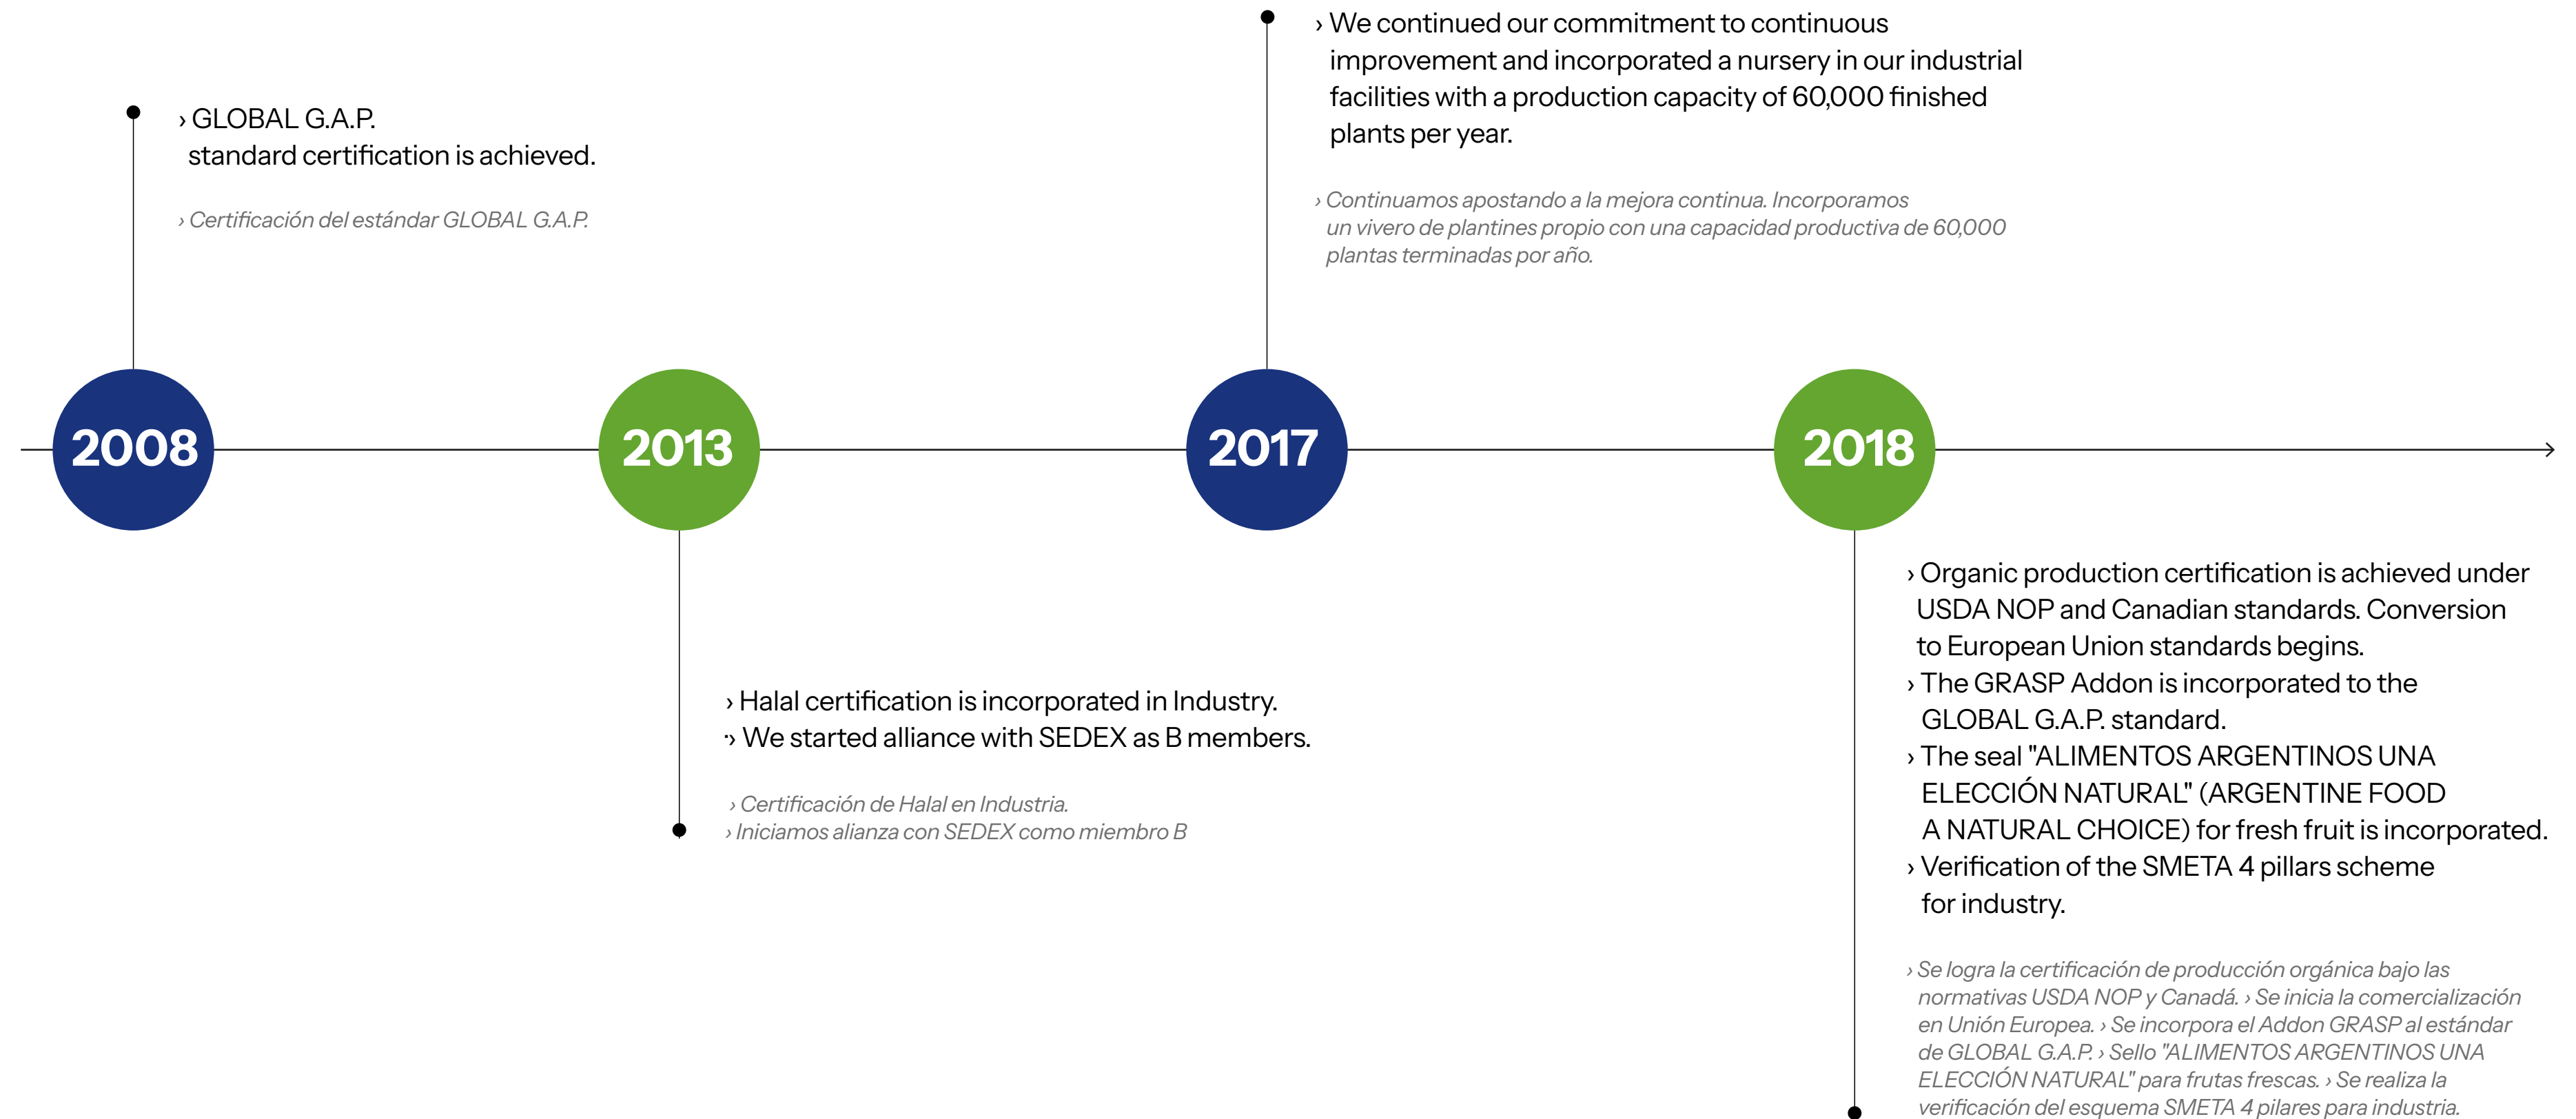 › We continued our commitment to continuous
improvement and incorporated a nursery in our industrial
facilities with a production capacity of 60,000 finished
plants per year.
› Continuamos apostando a la mejora continua. Incorporamos
un vivero de plantines propio con una capacidad productiva de 60,000
plantas terminadas por año.
› GLOBAL G.A.P.
standard certification is achieved.
› Certificación del estándar GLOBAL G.A.P.
2008
2013
2017
2018
› Halal certification is incorporated in Industry.
·› We started alliance with SEDEX as B members.
› Certificación de Halal en Industria.
› Iniciamos alianza con SEDEX como miembro B
› Organic production certification is achieved under
USDA NOP and Canadian standards. Conversion
to European Union standards begins.
› The GRASP Addon is incorporated to the
GLOBAL G.A.P. standard.
› The seal "ALIMENTOS ARGENTINOS UNA
ELECCIÓN NATURAL" (ARGENTINE FOOD
A NATURAL CHOICE) for fresh fruit is incorporated.
› Verification of the SMETA 4 pillars scheme
for industry.
› Se logra la certificación de producción orgánica bajo las
normativas USDA NOP y Canadá. › Se inicia la comercialización
en Unión Europea. › Se incorpora el Addon GRASP al estándar
de GLOBAL G.A.P. › Sello "ALIMENTOS ARGENTINOS UNA
ELECCIÓN NATURAL" para frutas frescas. › Se realiza la
verificación del esquema SMETA 4 pilares para industria.